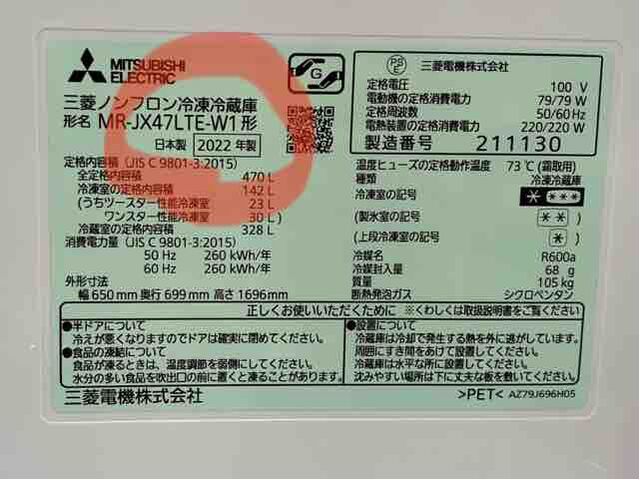 MITSUBISHI
ELECTRIC
G
三菱ノンフロン冷凍冷蔵庫
形名 MR-JX47LTE-W1形
日本製 2022年製
定格内容積 (JIS C 9801-3:2015)
全定格内容積 470 L
冷凍室の定格内容積 142 L
(うちツースター性能冷凍室 23 L
ワンスター性能冷凍室 30 L)
冷蔵室の定格内容積 328 L
消費電力量 (JIS C 9801-3:2015)
50 Hz 260 kWh/年
60 Hz 260 kWh/年
外形寸法
幅 650mm 奥行 699mm 高さ 1696mm
PSE 三菱電機株式会社
定格電圧 100 V
電動機の定格消費電力 79/79 W
定格周波数 50/60 Hz
電熱装置の定格消費電力 220/220 W
製造番号 211130
温度ヒューズの定格動作温度 73℃(霜取用)
種類 冷凍冷蔵庫
冷凍室の記号 * ***
(製氷室の記号 **)
(上段冷凍室の記号 *)
冷媒名 R600a
冷媒封入量 68 g
質量 105 kg
断熱発泡ガス シクロペンタン
正しくお使いいただくために ※くわしくは取扱説明書をご覧ください
●半ドアについて
冷えが悪くなりますのでドアは確実に閉めてください。
●食品の凍結について
食品が凍るときは、温度調節を弱側にしてください。
水分の多い食品を吹出口の前に置くと凍ることがあります。
●設置について
冷蔵庫は冷却で発生する熱を外に逃がしています。
周囲にすき間をあけて設置してください。
冷蔵庫は水平な所に設置してください。
沈みやすい場所は下に丈夫な板を敷いてください。
三菱電機株式会社
>PET< AZ79J696H05